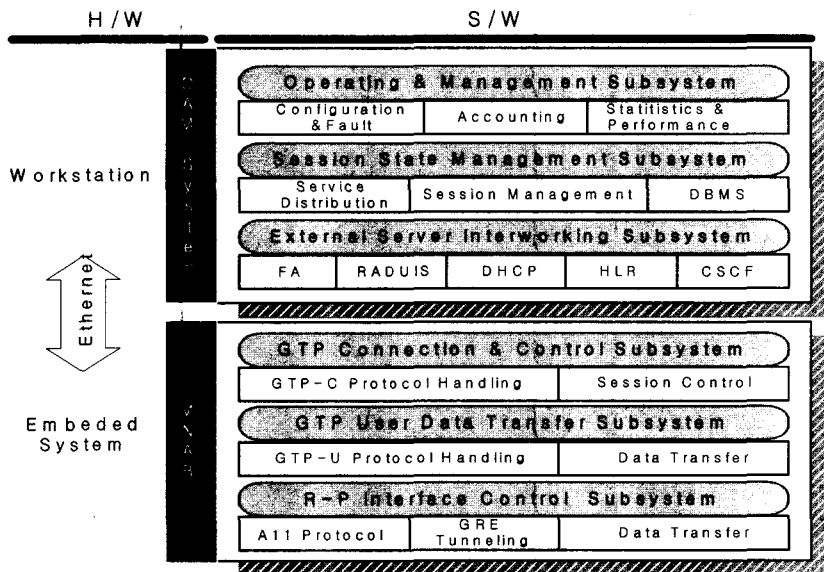 H/W
S/W
Operating & Management Subsystem
Configuration
& Fault
Accounting
Statitistics &
Performance
Session State Management Subsystem
Workstation
Service
Distribution
Session Management
DBMS
External Server Interworking Subsystem
FA
RADUIS
DHCP
HLR
CSCF
Ethernet
GTP Connection & Control Subsystem
GTP-C Protocol Handling
Session Control
Embeded
System
GTP User Data Transfer Subsystem
GTP-U Protocol Handling
Data Transfer
R-P Interface Control Subsystem
A11 Protocol
GRE
Tunneling
Data Transfer